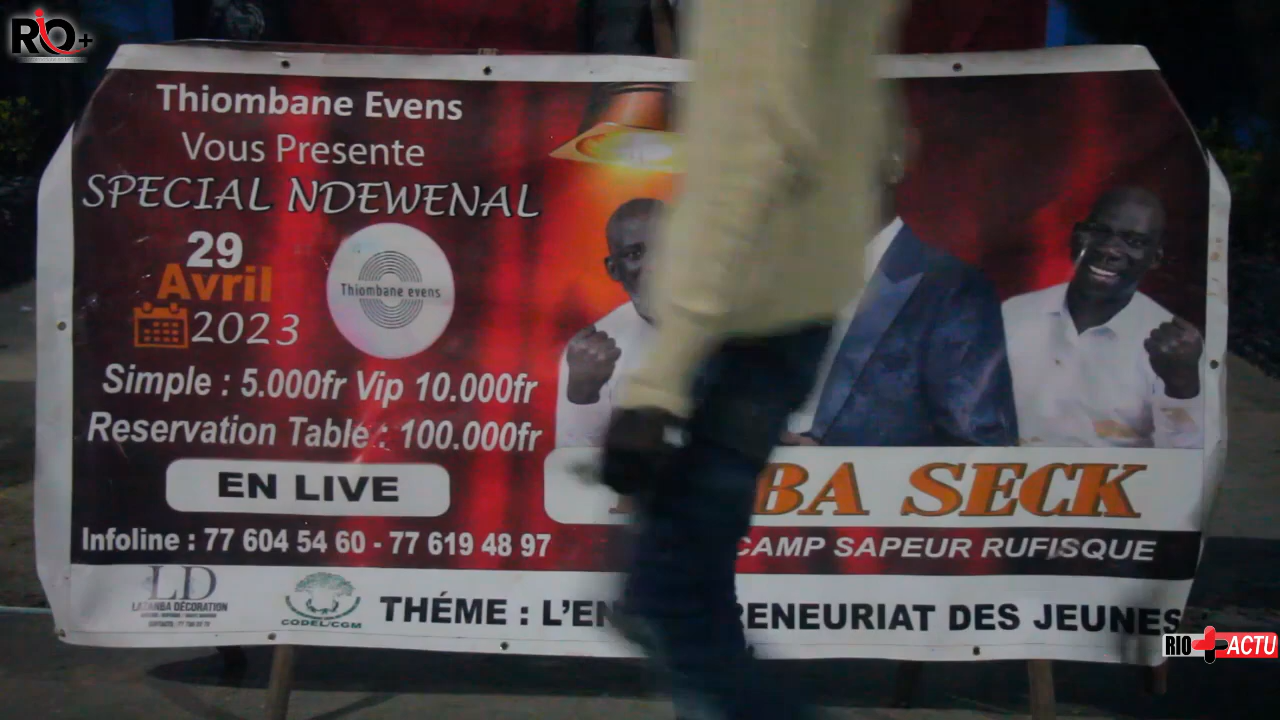 RIO+
Thiombane Evens
Vous Presente
SPECIAL NDEWENAL
29
Avril
2023
Thiombane evens
Simple : 5.000fr Vip 10.000fr
Reservation Table : 100.000fr
EN LIVE
BA SECK
Infoline : 77 604 54 60 - 77 619 48 97
CAMP SAPEUR RUFISQUE
LD
DÉCORATION
CODEL/CGM
THÉME : L'EN RENEURIAT DES JEUNES
RIO+ACTU